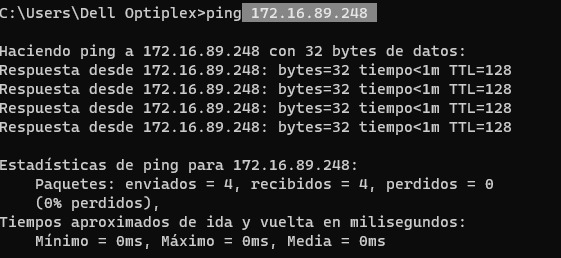 C:\Users\Dell Optiplex>ping 172.16.89.248
Haciendo ping a 172.16.89.248 con 32 bytes de datos:
Respuesta desde 172.16.89.248: bytes=32 tiempo<1m TTL=128
Respuesta desde 172.16.89.248: bytes=32 tiempo<1m TTL=128
Respuesta desde 172.16.89.248: bytes=32 tiempo<1m TTL=128
Respuesta desde 172.16.89.248: bytes=32 tiempo<1m TTL=128
Estadísticas de ping para 172.16.89.248:
    Paquetes: enviados = 4, recibidos = 4, perdidos = 0
    (0% perdidos),
Tiempos aproximados de ida y vuelta en milisegundos:
    Mínimo = 0ms, Máximo = 0ms, Media = 0ms